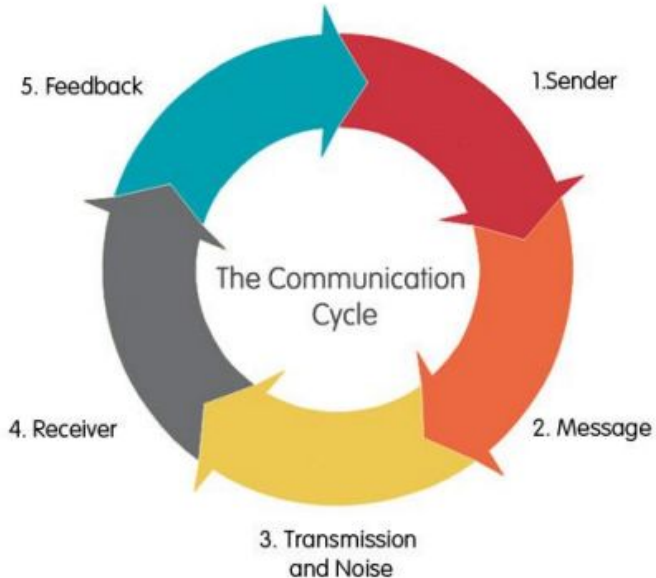 The Communication
Cycle
1.Sender
2. Message
3. Transmission
and Noise
4. Receiver
5. Feedback